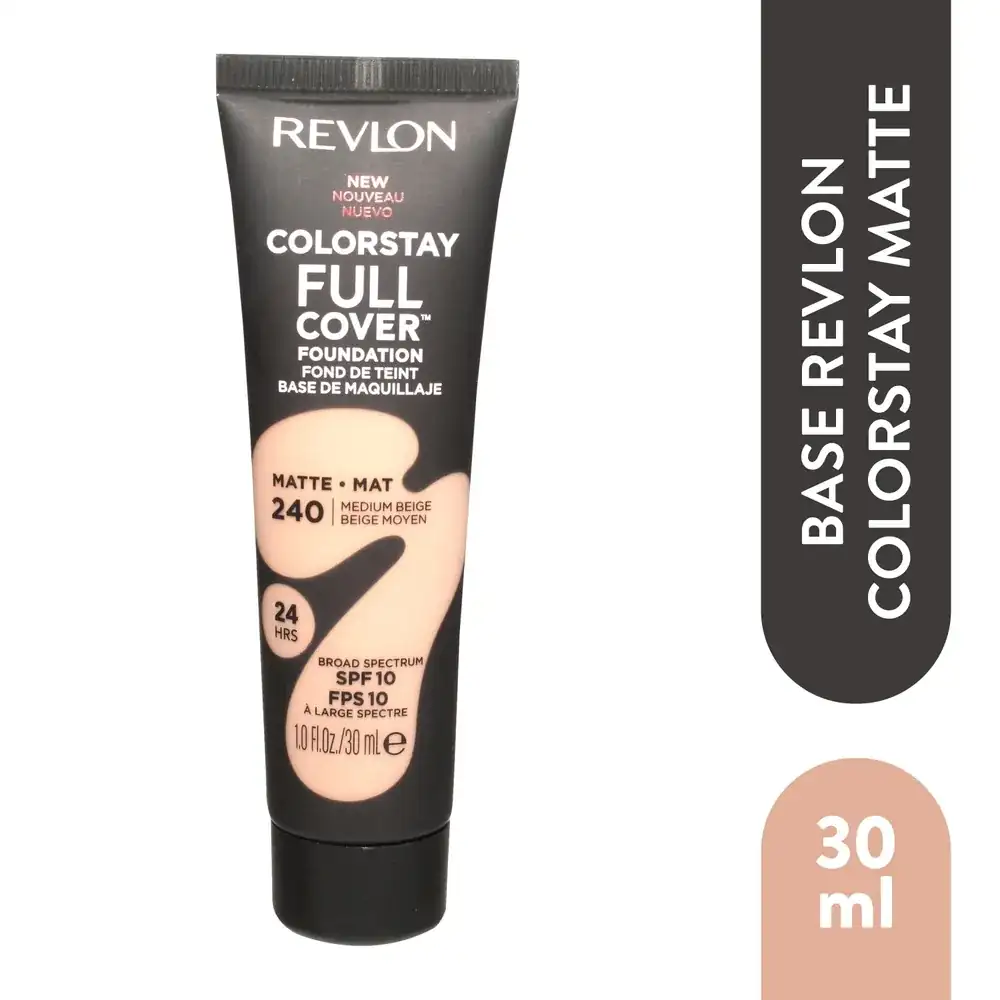 REVLON
NEW
NOUVEAU
NUEVO
COLORSTAY
FULL
COVER™
FOUNDATION
FOND DE TEINT
BASE DE MAQUILLAJE
MATTE • MAT
240 | MEDIUM BEIGE
BEIGE MOYEN
24
HRS
BROAD SPECTRUM
SPF 10
FPS 10
À LARGE SPECTRE
1.0 Fl.Oz./30 mL e
BASE REVLON
COLORSTAY MATTE
30
ml